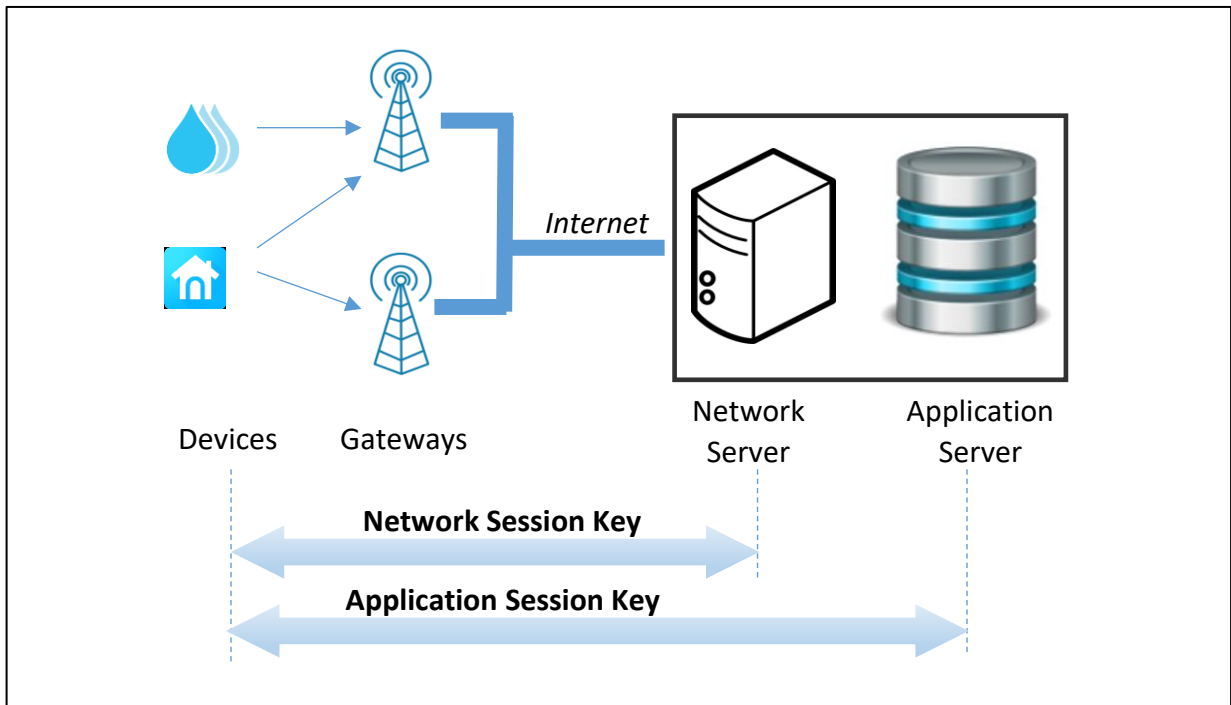 Internet
Devices
Gateways
Network
Server
Application
Server
Network Session Key
Application Session Key